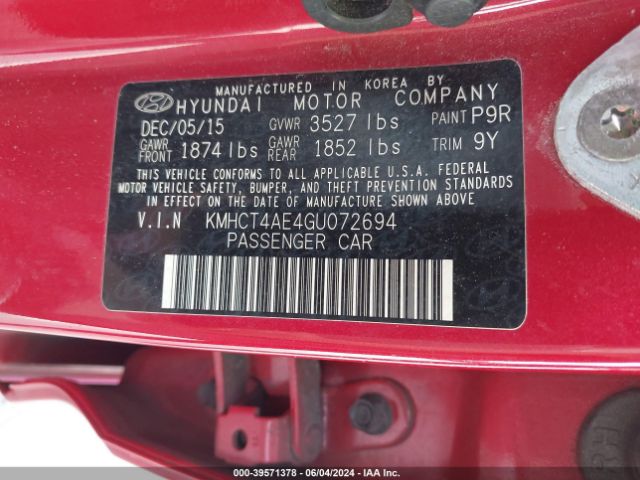 MANUFACTURED IN KOREA BY
HYUNDAI MOTOR COMPANY
DEC/05/15 GVWR 3527 lbs PAINT P9R
GAWR FRONT 1874 lbs GAWR REAR 1852 lbs TRIM 9Y
THIS VEHICLE CONFORMS TO ALL APPLICABLE U.S.A. FEDERAL
MOTOR VEHICLE SAFETY, BUMPER, AND THEFT PREVENTION STANDARDS
IN EFFECT ON THE DATE OF MANUFACTURE SHOWN ABOVE
V.I.N KMHCT4AE4GU072694
PASSENGER CAR
000-39571378 - 06/04/2024 - IAA Inc.